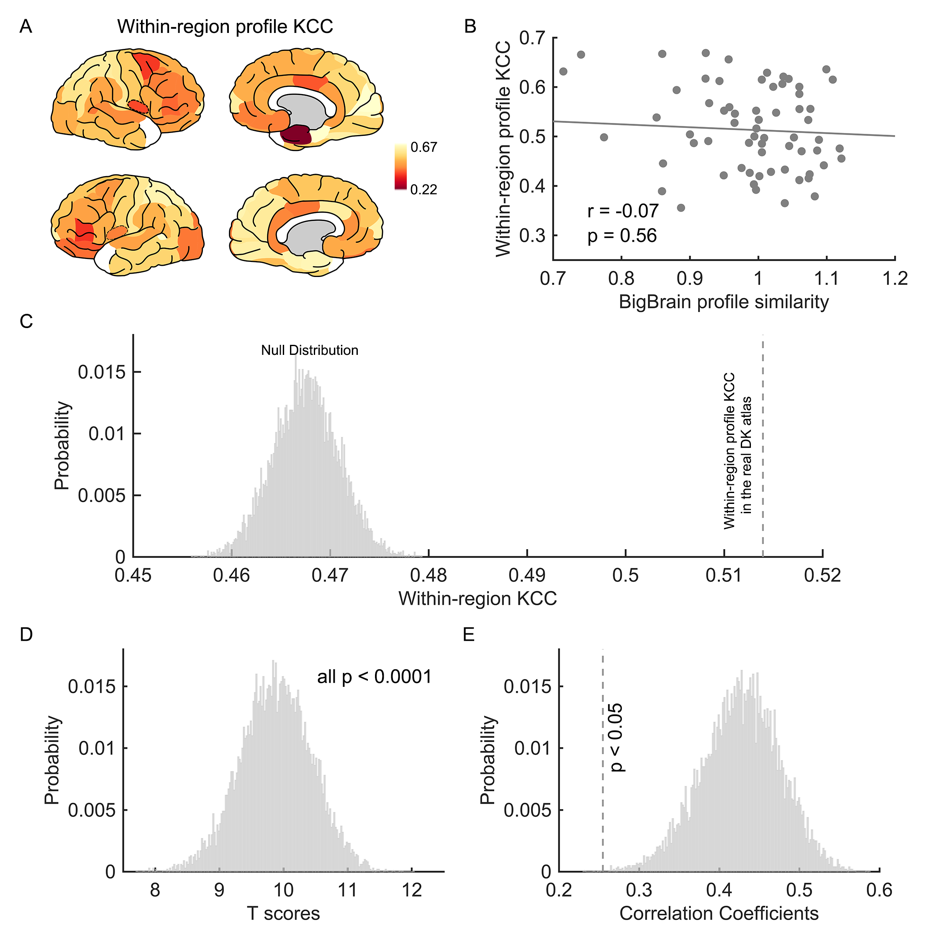 A
Within-region profile KCC
0.67
0.22
B
Within-region profile KCC
0.7
0.6
0.5
0.4
0.3
r = -0.07
p = 0.56
0.7 0.8 0.9 1 1.1 1.2
BigBrain profile similarity
C
Probability
0.015
0.01
0.005
0
Null Distribution
Within-region profile KCC
in the real DK atlas
0.45 0.46 0.47 0.48 0.49 0.5 0.51 0.52
Within-region KCC
D
Probability
0.015
0.01
0.005
0
all p < 0.0001
8 9 10 11 12
T scores
E
Probability
0.015
0.01
0.005
0
p < 0.05
0.2 0.3 0.4 0.5 0.6
Correlation Coefficients